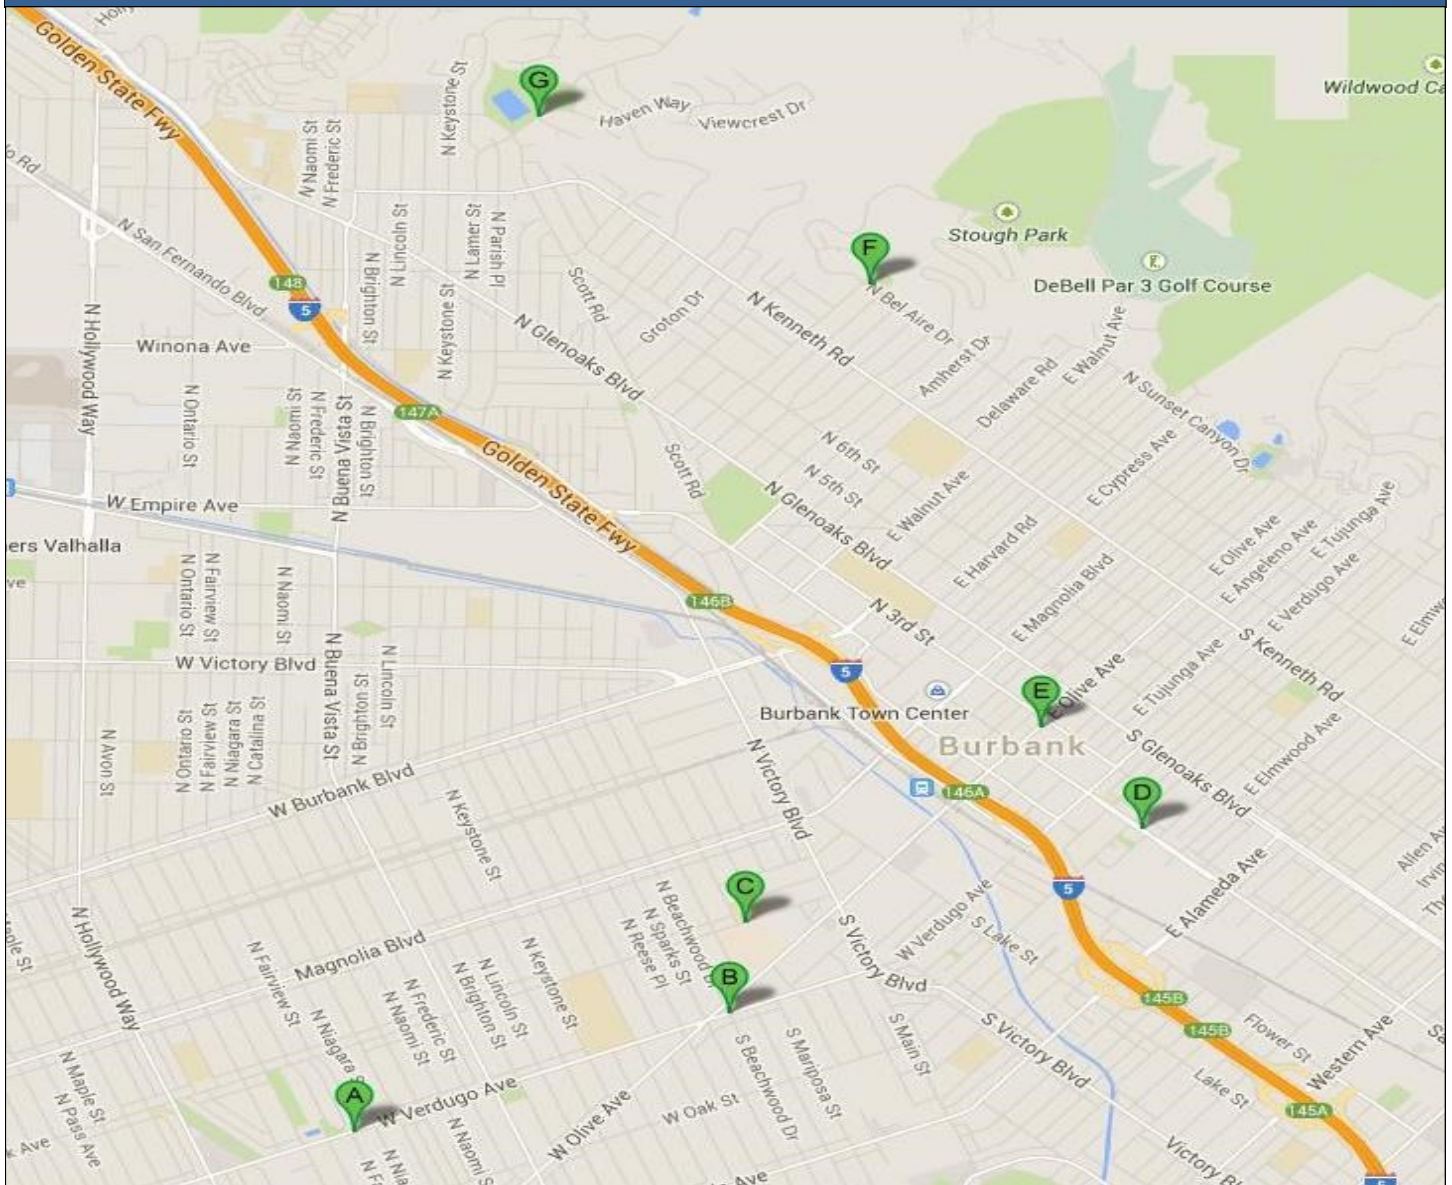 Golden State Fwy
G
Wildwood
N Keystone St
Haven Way
Viewcrest Dr
N Naomi St
N Frederic St
N San Fernando Blvd
N Lincoln St
N Lamer St
N Parish Pl
Stough Park
F
N Brighton St
148
5
Scott Rd
N Bel Aire Dr
DeBell Par 3 Golf Course
N Hollywood Way
Winona Ave
N Keystone St
N Glenoaks Blvd
Groton Dr
N Kenneth Rd
Amherst Dr
E Walnut Ave
Delaware Rd
N Sunset Canyon Dr
N Ontario St
N Naomi St
N Frederic St
N Buena Vista St
N Brighton St
147A
Golden State Fwy
Scott Rd
N 6th St
N 5th St
E Cypress Ave
W Empire Ave
N Glenoaks Blvd
E Walnut Ave
E Harvard Rd
E Olive Ave
E Angeleno Ave
E Tujunga Ave
ers Valhalla
N Ontario St
N Fairview St
N Naomi St
146B
N 3rd St
E Magnolia Blvd
E Verdugo Ave
W Victory Blvd
N Buena Vista St
N Lincoln St
5
S Kenneth Rd
E
E Olive Ave
E Tujunga Ave
Burbank Town Center
Burbank
N Avon St
N Ontario St
N Fairview St
N Niagara St
N Catalina St
N Brighton St
N Victory Blvd
S Glenoaks Blvd
E Elmwood Ave
W Burbank Blvd
N Keystone St
146A
D
C
5
E Alameda Ave
Allen
N Hollywood Way
Magnolia Blvd
N Fairview St
N Keystone St
N Beachwood Dr
N Sparks St
N Reese Pl
S Victory Blvd
W Verdugo Ave
S Lake St
B
N Lincoln St
N Brighton St
N Frederic St
N Naomi St
N Niagara S
145B
145B
Flower St
Western Ave
N Maple St
N Pass Ave
A
W Verdugo Ave
N Naomi S
W Olive Ave
W Oak St
S Beachwood Dr
S Mariposa St
S Main St
S Victory Blvd
Lake St
145A
Victory B
5